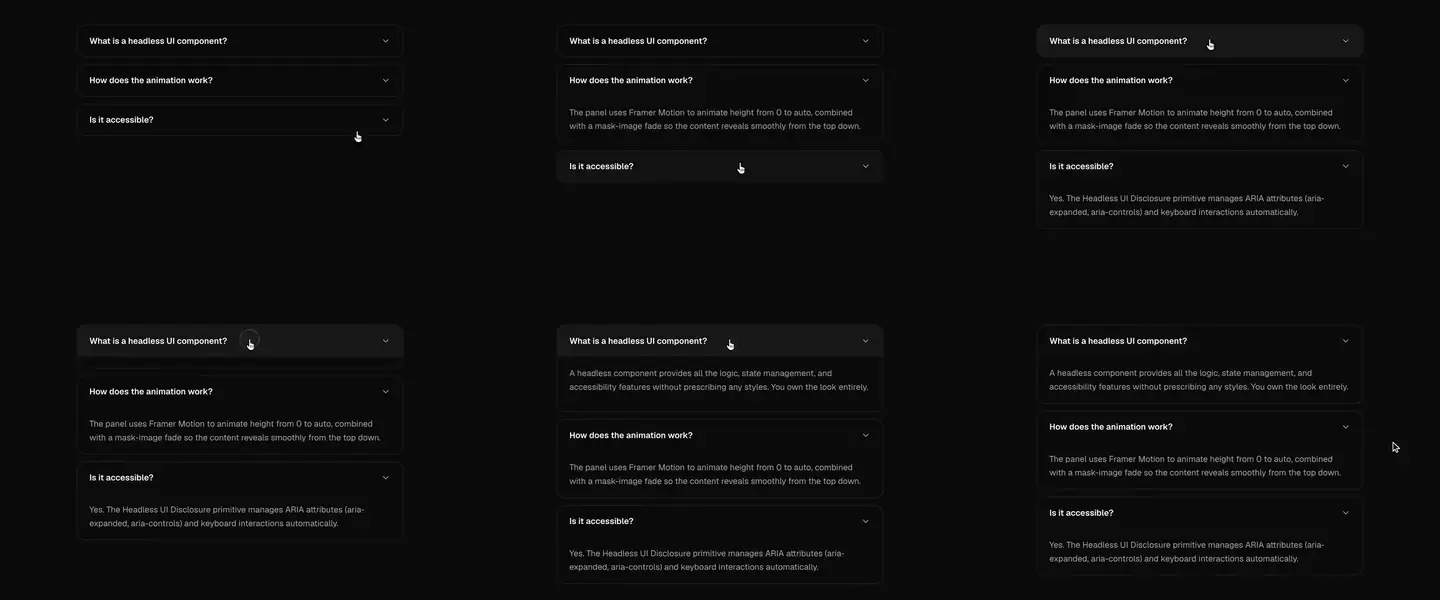 What is a headless UI component?
How does the animation work?
Is it accessible?
What is a headless UI component?
How does the animation work?
The panel uses Framer Motion to animate height from 0 to auto, combined
with a mask-image fade so the content reveals smoothly from the top down.
Is it accessible?
What is a headless UI component?
How does the animation work?
The panel uses Framer Motion to animate height from 0 to auto, combined
with a mask-image fade so the content reveals smoothly from the top down.
Is it accessible?
Yes. The Headless UI Disclosure primitive manages ARIA attributes (aria-
expanded, aria-controls) and keyboard interactions automatically.
What is a headless UI component?
How does the animation work?
The panel uses Framer Motion to animate height from 0 to auto, combined
with a mask-image fade so the content reveals smoothly from the top down.
Is it accessible?
Yes. The Headless UI Disclosure primitive manages ARIA attributes (aria-
expanded, aria-controls) and keyboard interactions automatically.
What is a headless UI component?
A headless component provides all the logic, state management, and
accessibility features without prescribing any styles. You own the look entirely.
How does the animation work?
The panel uses Framer Motion to animate height from 0 to auto, combined
with a mask-image fade so the content reveals smoothly from the top down.
Is it accessible?
Yes. The Headless UI Disclosure primitive manages ARIA attributes (aria-
expanded, aria-controls) and keyboard interactions automatically.
What is a headless UI component?
A headless component provides all the logic, state management, and
accessibility features without prescribing any styles. You own the look entirely.
How does the animation work?
The panel uses Framer Motion to animate height from 0 to auto, combined
with a mask-image fade so the content reveals smoothly from the top down.
Is it accessible?
Yes. The Headless UI Disclosure primitive manages ARIA attributes (aria-
expanded, aria-controls) and keyboard interactions automatically.